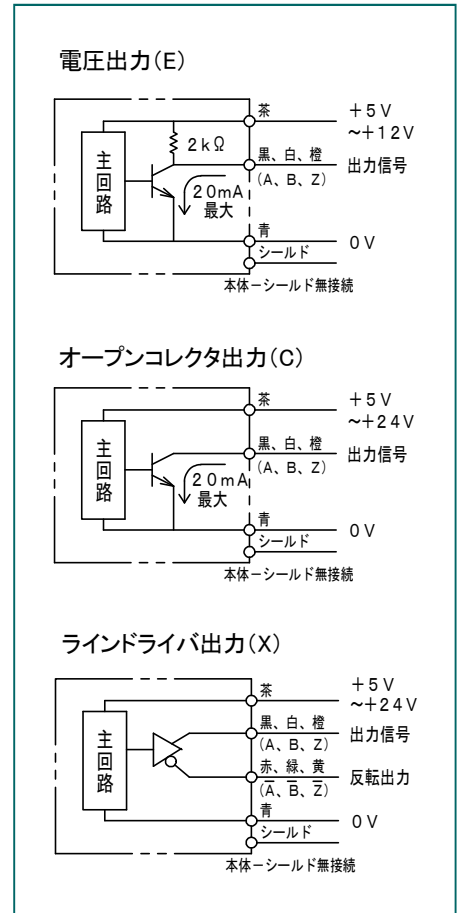 電圧出力(E)
茶
+5V
~+12V
2kΩ
主回路
黒、白、橙
(A、B、Z)
出力信号
20mA
最大
青
0V
シールド
本体-シールド無接続
オープンコレクタ出力(C)
茶
+5V
~+24V
主回路
黒、白、橙
(A、B、Z)
出力信号
20mA
最大
青
0V
シールド
本体-シールド無接続
ラインドライバ出力(X)
茶
+5V
~+24V
主回路
黒、白、橙
(A、B、Z)
出力信号
赤、緑、黄
(A̅、B̅、Z̅)
反転出力
青
0V
シールド
本体-シールド無接続